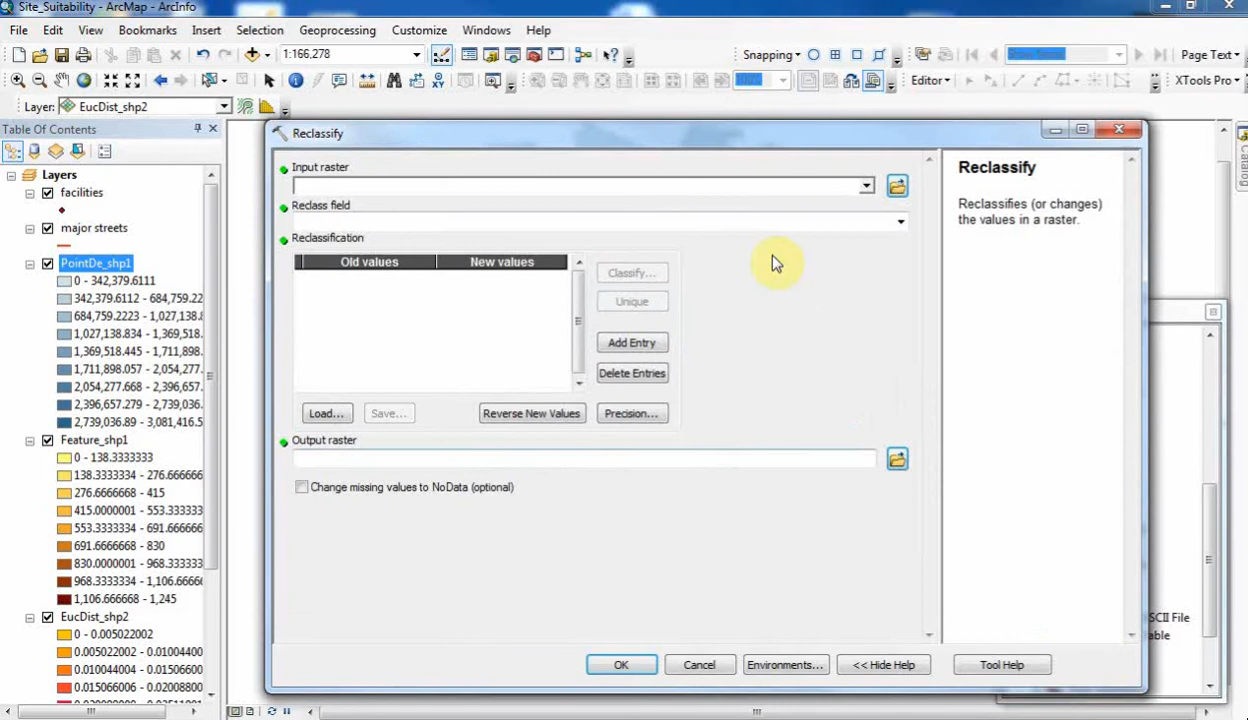 Site_Suitability - ArcMap - ArcInfo
File Edit View Bookmarks Insert Selection Geoprocessing Customize Windows Help
1:166,278 Snapping Page Text
Editor XTools Pro
Layer: EucDist_shp2
Table Of Contents
Layers
facilities
major streets
PointDe_shp1
0 - 342,379.6111
342,379.6112 - 684,759.22
684,759.2223 - 1,027,138.
1,027,138.834 - 1,369,518.
1,369,518.445 - 1,711,898.
1,711,898.057 - 2,054,277.
2,054,277.668 - 2,396,657.
2,396,657.279 - 2,739,036.
2,739,036.89 - 3,081,416.5
Feature_shp1
0 - 138.3333333
138.3333334 - 276.666666
276.6666668 - 415
415.0000001 - 553.333333
553.3333334 - 691.666666
691.6666668 - 830
830.0000001 - 968.333333
968.3333334 - 1,106.66666
1,106.666668 - 1,245
EucDist_shp2
0 - 0.005022002
0.005022002 - 0.01004400
0.010044004 - 0.01506600
0.015066006 - 0.02008800
Reclassify
Input raster
Reclass field
Reclassification
Old values New values
Classify...
Unique
Add Entry
Delete Entries
Load... Save... Reverse New Values Precision...
Output raster
Change missing values to NoData (optional)
OK Cancel Environments... << Hide Help Tool Help
Reclassify
Reclassifies (or changes)
the values in a raster.
Catalog
SCII File
able